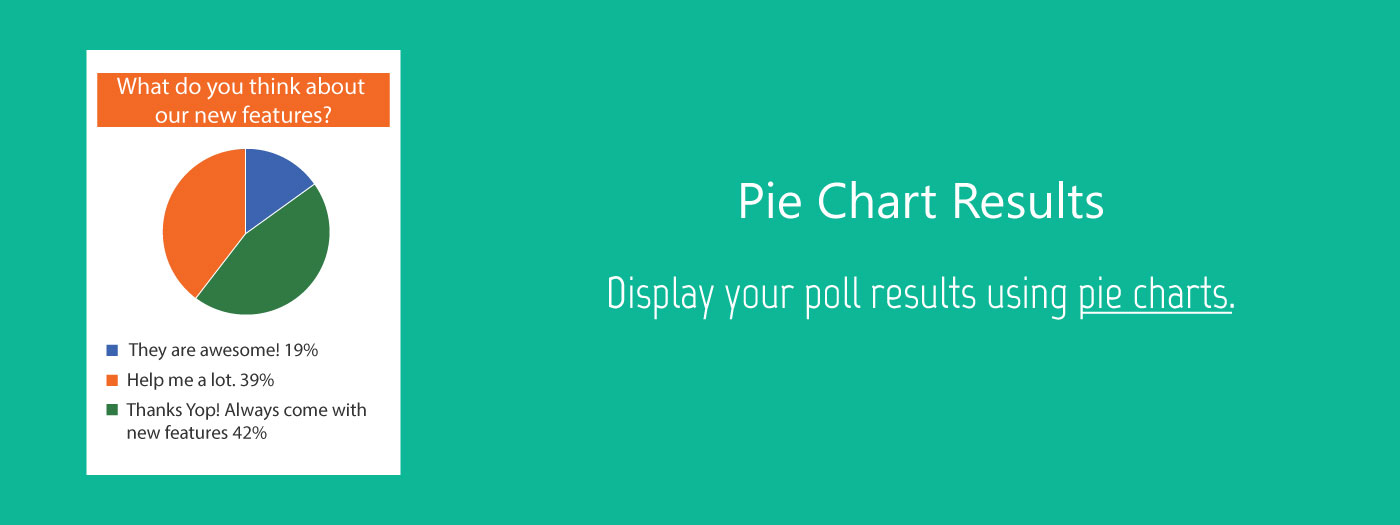 What do you think about
our new features?
They are awesome! 19%
Help me a lot. 39%
Thanks Yop! Always come with
new features 42%
Pie Chart Results
Display your poll results using pie charts.